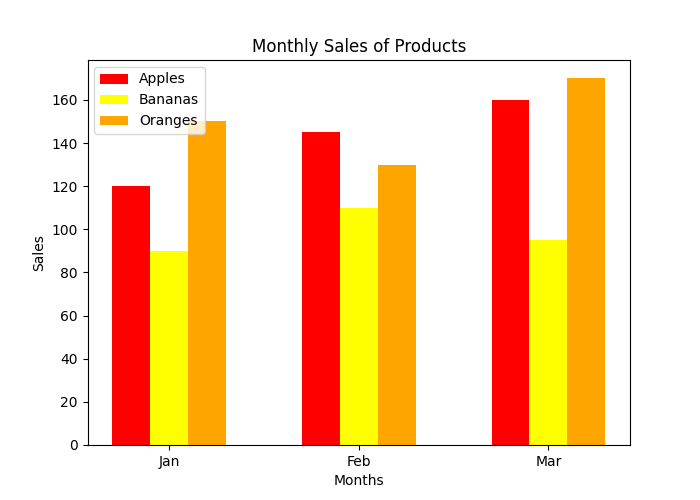 Monthly Sales of Products
Apples
Bananas
Oranges
160
140
120
100
80
60
40
20
0
Sales
Jan Feb Mar
Months